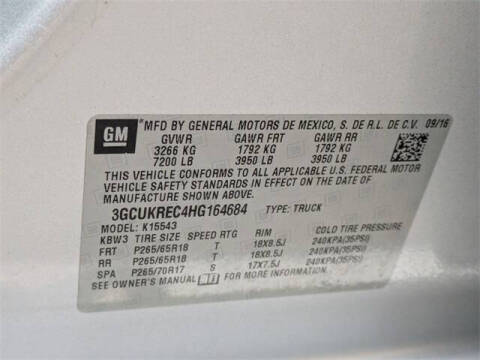 GM
MFD BY GENERAL MOTORS DE MEXICO, S. DE R.L. DE C.V. 09/16
GVWR GAWR FRT GAWR RR
3266 KG 1792 KG 1792 KG
7200 LB 3950 LB 3950 LB
THIS VEHICLE CONFORMS TO ALL APPLICABLE U.S. FEDERAL MOTOR
VEHICLE SAFETY STANDARDS IN EFFECT ON THE DATE OF
MANUFACTURE SHOWN ABOVE.
3GCUKREC4HG164684 TYPE: TRUCK
MODEL: K15543
KBW3 TIRE SIZE SPEED RTG RIM COLD TIRE PRESSURE
FRT P265/65R18 T 18X8.5J 240KPA(35PSI)
RR P265/65R18 T 18X8.5J 240KPA(35PSI)
SPA P265/70R17 S 17X7.5J 240KPA(35PSI)
SEE OWNER'S MANUAL FOR MORE INFORMATION.